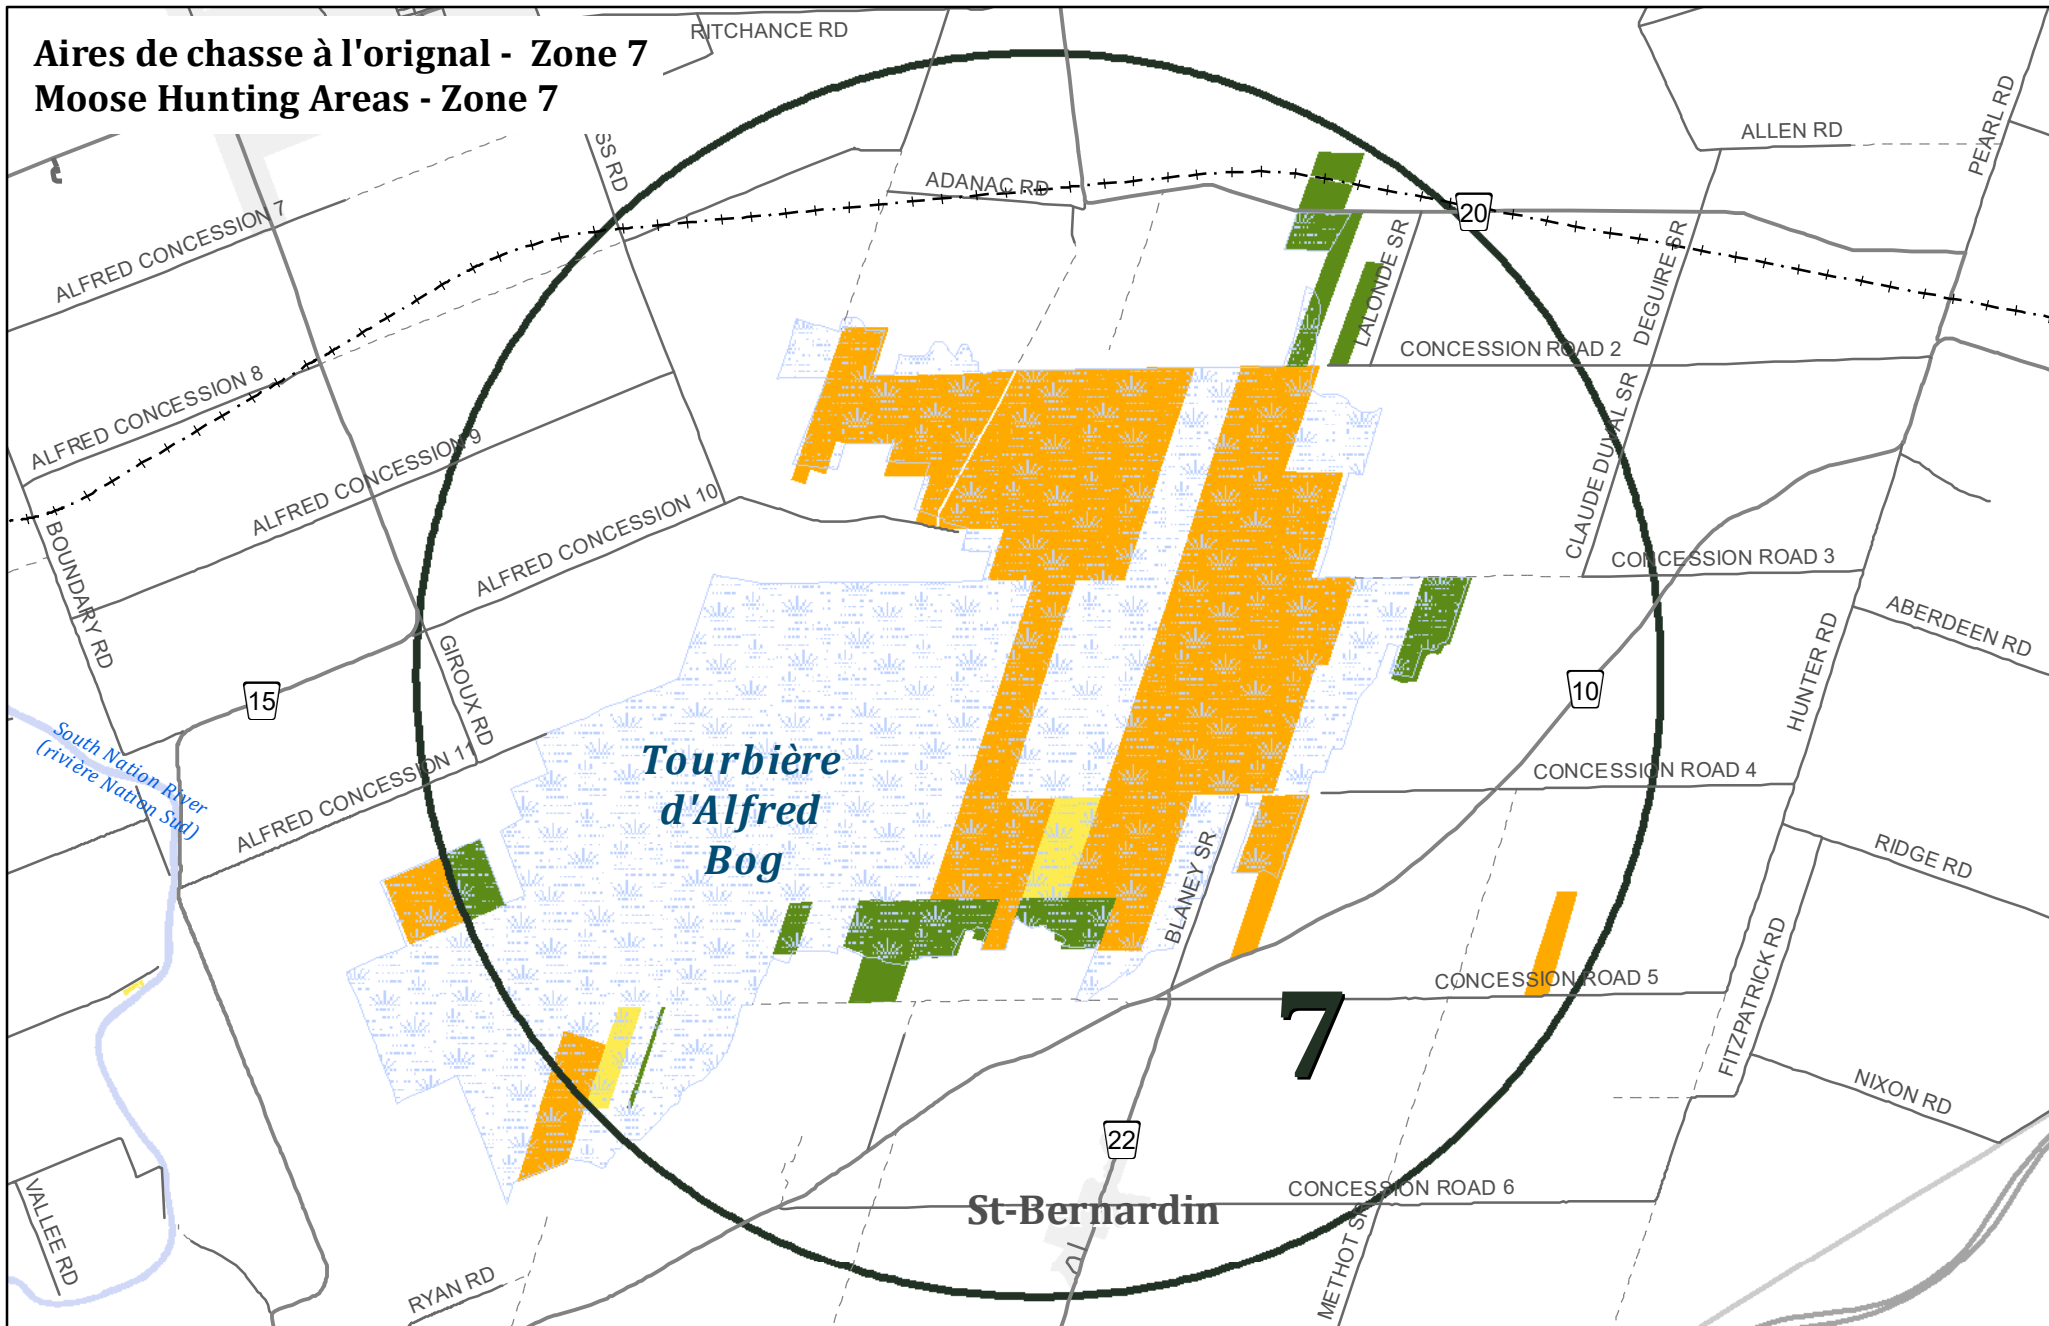 Aires de chasse à l'orignal - Zone 7
Moose Hunting Areas - Zone 7
RITCHANCE RD
SS RD
ADANAC RD
ALLEN RD
PEARL RD
20
ALFRED CONCESSION 7
LALONDE SR
DEGUIRE SR
CONCESSION ROAD 2
ALFRED CONCESSION 8
ALFRED CONCESSION 9
CLAUDE DUVAL SR
ALFRED CONCESSION 10
CONCESSION ROAD 3
BOUNDARY RD
ABERDEEN RD
GIROUX RD
HUNTER RD
15
10
South Nation River
(rivière Nation Sud)
ALFRED CONCESSION 11
Tourbière
d'Alfred
Bog
CONCESSION ROAD 4
BLANEY SR
RIDGE RD
CONCESSION ROAD 5
FITZPATRICK RD
7
NIXON RD
22
St-Bernardin
CONCESSION ROAD 6
VALLEE RD
RYAN RD
METHOT SR